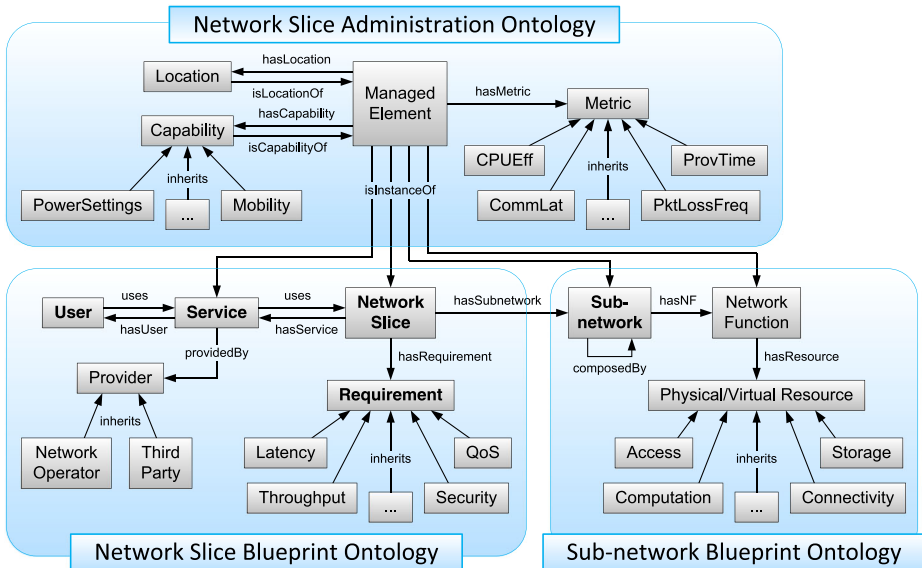 Network Slice Administration Ontology
hasLocation
Location
isLocationOf
hasCapability
Capability
isCapabilityOf
Managed
Element
hasMetric
Metric
inherits
PowerSettings
...
Mobility
isInstanceOf
CPUEff
ProvTime
inherits
CommLat
PktLossFreq
...
User
uses
hasUser
Service
uses
hasService
Network
Slice
hasSubnetwork
Sub-
network
hasNF
Network
Function
composedBy
providedBy
Provider
inherits
Network
Operator
Third
Party
hasRequirement
Requirement
Latency
QoS
inherits
Throughput
Security
...
hasResource
Physical/Virtual Resource
Access
Storage
inherits
Computation
Connectivity
...
Network Slice Blueprint Ontology
Sub-network Blueprint Ontology